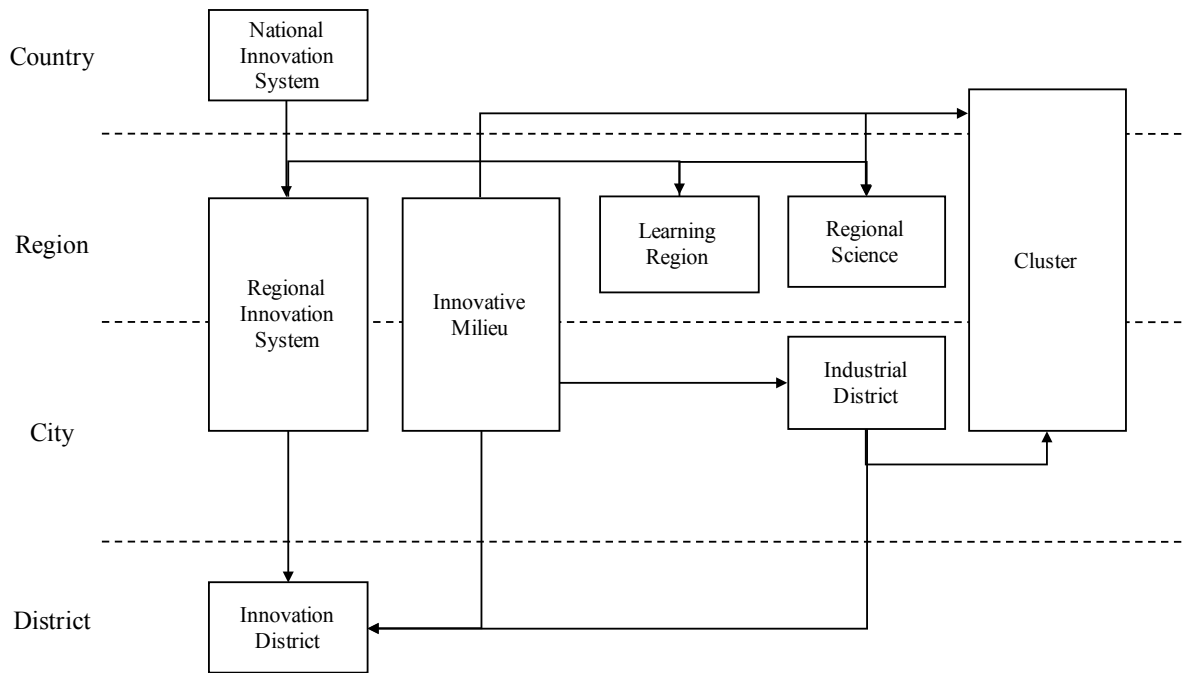 Country
National
Innovation
System
Region
Regional
Innovation
System
Innovative
Milieu
Learning
Region
Regional
Science
Cluster
City
Industrial
District
District
Innovation
District